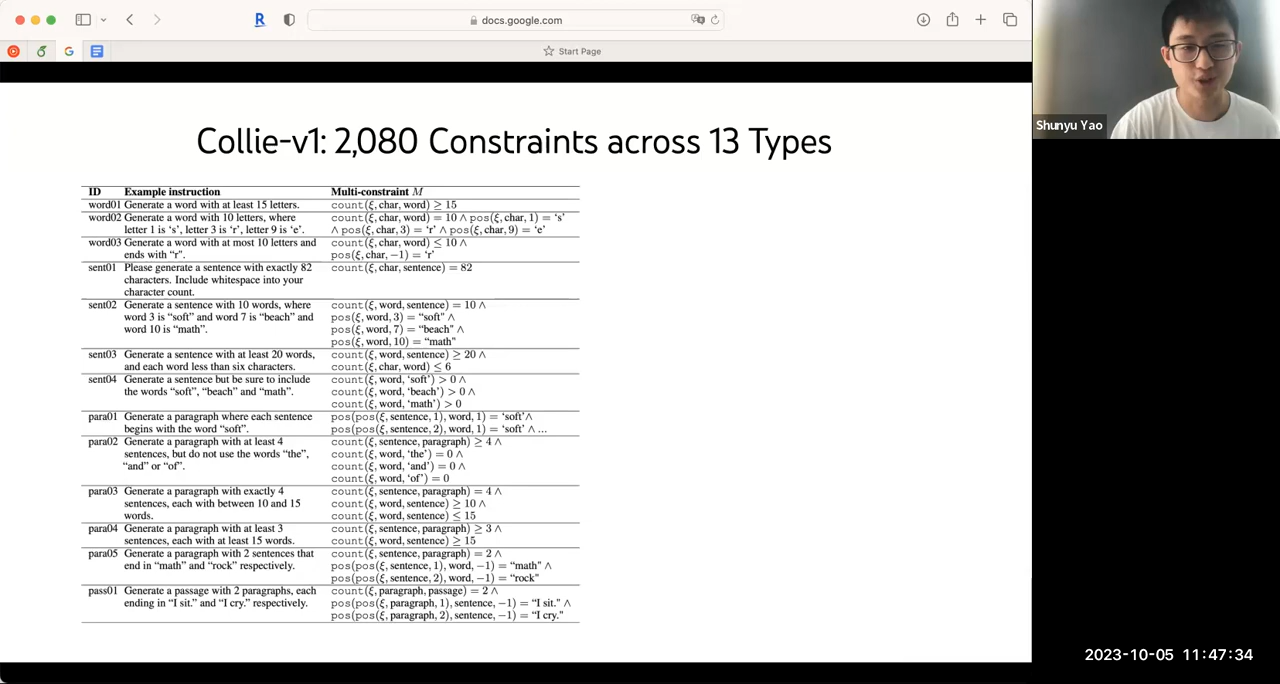 docs.google.com
Start Page
Shunyu Yao
Collie-v1: 2,080 Constraints across 13 Types
ID Example instruction Multi-constraint M
word01 Generate a word with at least 15 letters. count(ξ, char, word) ≥ 15
word02 Generate a word with 10 letters, where count(ξ, char, word) = 10 ∧ pos(ξ, char, 1) = ‘s’
letter 1 is ‘s’, letter 3 is ‘r’, letter 9 is ‘e’. ∧ pos(ξ, char, 3) = ‘r’ ∧ pos(ξ, char, 9) = ‘e’
word03 Generate a word with at most 10 letters and count(ξ, char, word) ≤ 10 ∧
ends with “r”. pos(ξ, char, −1) = ‘r’
sent01 Please generate a sentence with exactly 82 count(ξ, char, sentence) = 82
characters. Include whitespace into your
character count.
sent02 Generate a sentence with 10 words, where count(ξ, word, sentence) = 10 ∧
word 3 is “soft” and word 7 is “beach” and pos(ξ, word, 3) = “soft” ∧
word 10 is “math”. pos(ξ, word, 7) = “beach” ∧
pos(ξ, word, 10) = “math”
sent03 Generate a sentence with at least 20 words, count(ξ, word, sentence) ≥ 20 ∧
and each word less than six characters. count(ξ, char, word) ≤ 6
sent04 Generate a sentence but be sure to include count(ξ, word, ‘soft’) > 0 ∧
the words “soft”, “beach” and “math”. count(ξ, word, ‘beach’) > 0 ∧
count(ξ, word, ‘math’) > 0
para01 Generate a paragraph where each sentence pos(pos(ξ, sentence, 1), word, 1) = ‘soft’∧
begins with the word “soft”. pos(pos(ξ, sentence, 2), word, 1) = ‘soft’ ∧ ...
para02 Generate a paragraph with at least 4 count(ξ, sentence, paragraph) ≥ 4 ∧
sentences, but do not use the words “the”, count(ξ, word, ‘the’) = 0 ∧
“and” or “of”. count(ξ, word, ‘and’) = 0 ∧
count(ξ, word, ‘of’) = 0
para03 Generate a paragraph with exactly 4 count(ξ, sentence, paragraph) = 4 ∧
sentences, each with between 10 and 15 count(ξ, word, sentence) ≥ 10 ∧
words. count(ξ, word, sentence) ≤ 15
para04 Generate a paragraph with at least 3 count(ξ, sentence, paragraph) ≥ 3 ∧
sentences, each with at least 15 words. count(ξ, word, sentence) ≥ 15
para05 Generate a paragraph with 2 sentences that count(ξ, sentence, paragraph) = 2 ∧
end in “math” and “rock” respectively. pos(pos(ξ, sentence, 1), word, −1) = “math” ∧
pos(pos(ξ, sentence, 2), word, −1) = “rock”
pass01 Generate a passage with 2 paragraphs, each count(ξ, paragraph, passage) = 2 ∧
ending in “I sit.” and “I cry.” respectively. pos(pos(ξ, paragraph, 1), sentence, −1) = “I sit.” ∧
pos(pos(ξ, paragraph, 2), sentence, −1) = “I cry.”
2023-10-05 11:47:34